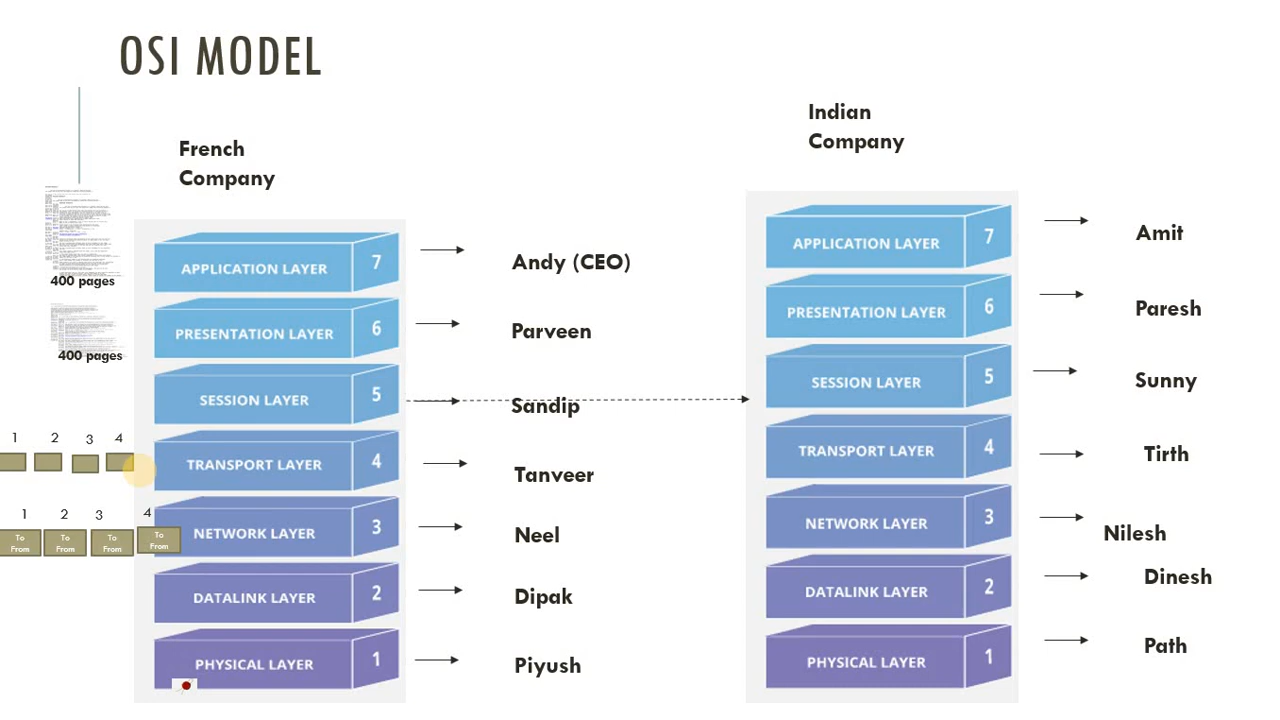 OSI MODEL
French
Company
Indian
Company
400 pages
400 pages
1 2 3 4
1 2 3 4
To
From
To
From
To
From
To
From
APPLICATION LAYER 7
PRESENTATION LAYER 6
SESSION LAYER 5
TRANSPORT LAYER 4
NETWORK LAYER 3
DATALINK LAYER 2
PHYSICAL LAYER 1
Andy (CEO)
Parveen
Sandip
Tanveer
Neel
Dipak
Piyush
APPLICATION LAYER 7
PRESENTATION LAYER 6
SESSION LAYER 5
TRANSPORT LAYER 4
NETWORK LAYER 3
DATALINK LAYER 2
PHYSICAL LAYER 1
Amit
Paresh
Sunny
Tirth
Nilesh
Dinesh
Path